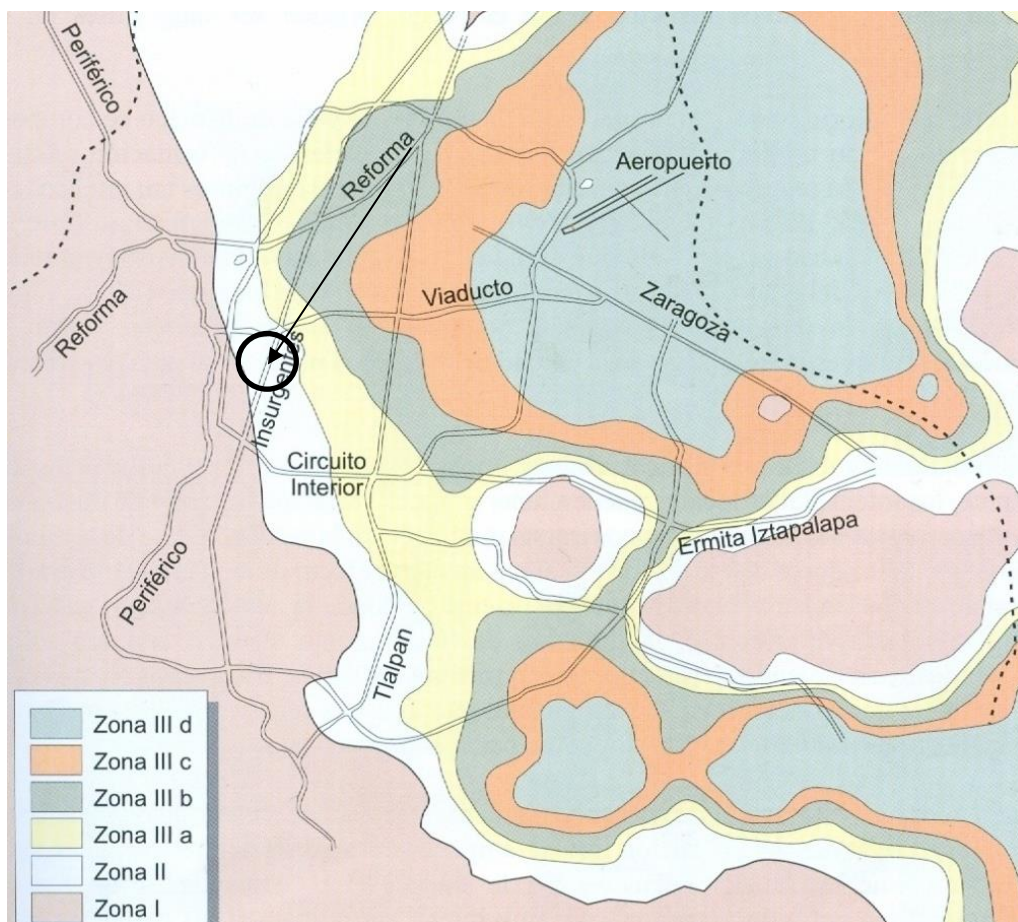 Periférico
Reforma
Aeropuerto
Reforma
Viaducto
Zaragoza
Insurgentes
Circuito
Interior
Ermita Iztapalapa
Periférico
Tlalpan
Zona III d
Zona III c
Zona III b
Zona III a
Zona II
Zona I